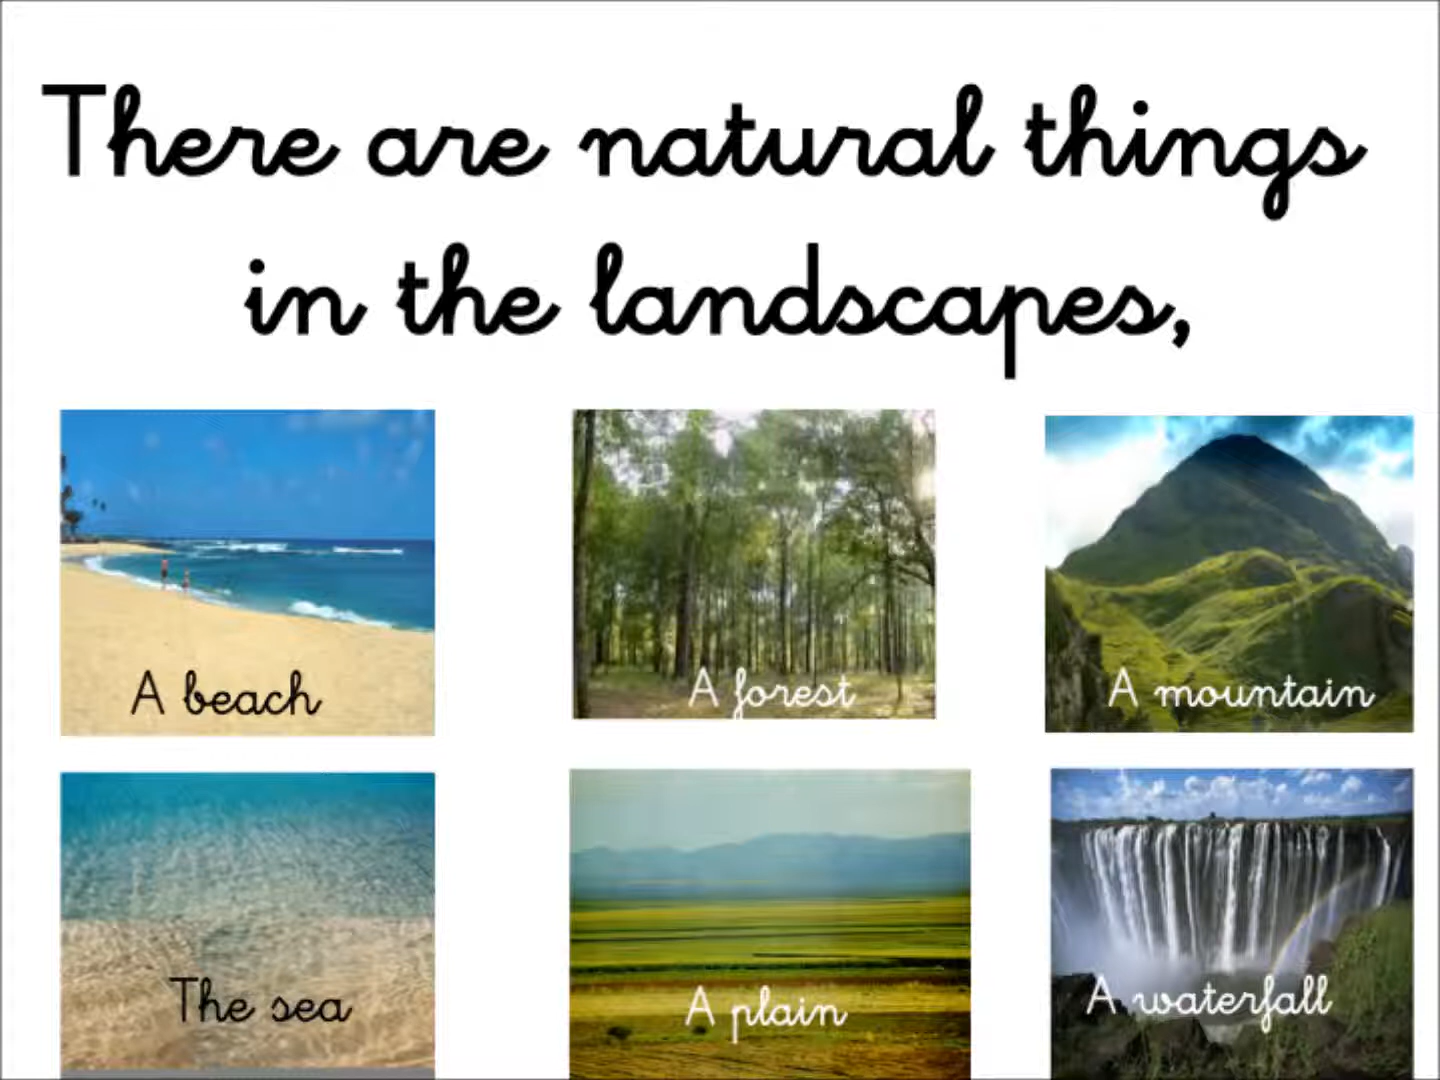 There are natural things
in the landscapes,
A beach
A forest
A mountain
The sea
A plain
A waterfall